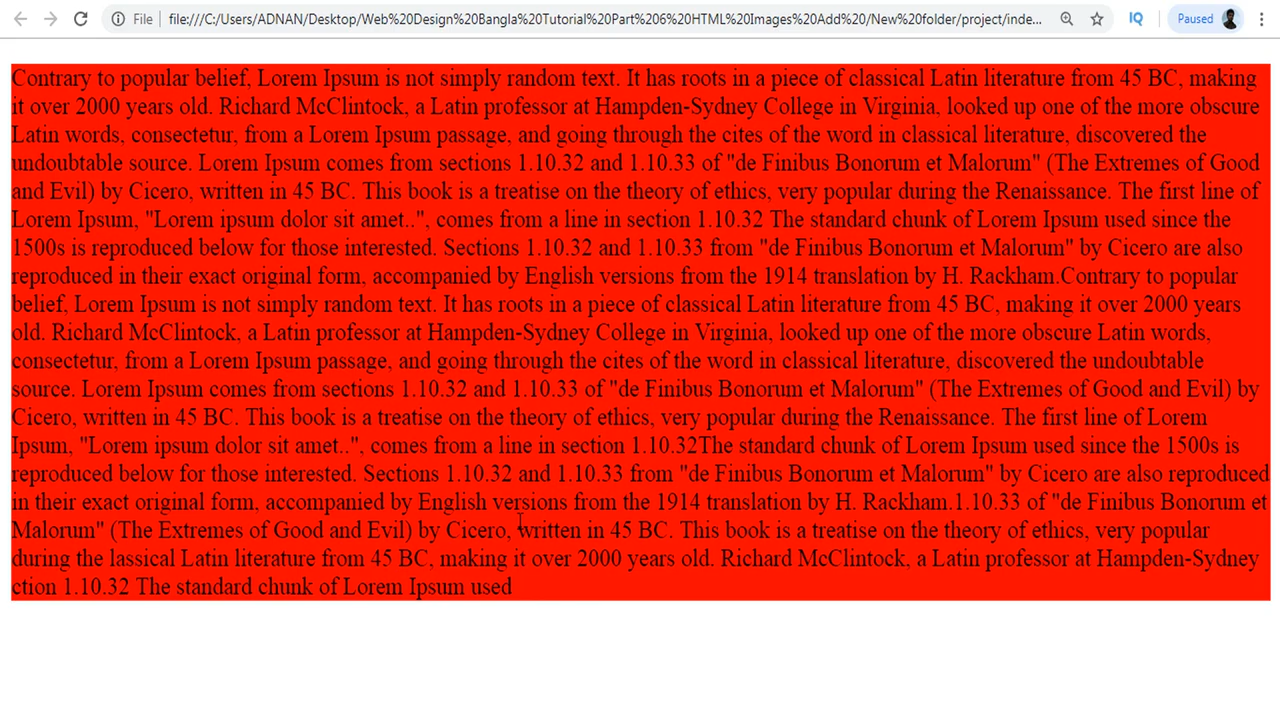 File
file:///C:/Users/ADNAN/Desktop/Web%20Design%20Bangla%20Tutorial%20Part%206%20HTML%20Images%20Add%20/New%20folder/project/inde...
IQ
Paused
Contrary to popular belief, Lorem Ipsum is not simply random text. It has roots in a piece of classical Latin literature from 45 BC, making
it over 2000 years old. Richard McClintock, a Latin professor at Hampden-Sydney College in Virginia, looked up one of the more obscure
Latin words, consectetur, from a Lorem Ipsum passage, and going through the cites of the word in classical literature, discovered the
undoubtable source. Lorem Ipsum comes from sections 1.10.32 and 1.10.33 of "de Finibus Bonorum et Malorum" (The Extremes of Good
and Evil) by Cicero, written in 45 BC. This book is a treatise on the theory of ethics, very popular during the Renaissance. The first line of
Lorem Ipsum, "Lorem ipsum dolor sit amet..", comes from a line in section 1.10.32 The standard chunk of Lorem Ipsum used since the
1500s is reproduced below for those interested. Sections 1.10.32 and 1.10.33 from "de Finibus Bonorum et Malorum" by Cicero are also
reproduced in their exact original form, accompanied by English versions from the 1914 translation by H. Rackham.Contrary to popular
belief, Lorem Ipsum is not simply random text. It has roots in a piece of classical Latin literature from 45 BC, making it over 2000 years
old. Richard McClintock, a Latin professor at Hampden-Sydney College in Virginia, looked up one of the more obscure Latin words,
consectetur, from a Lorem Ipsum passage, and going through the cites of the word in classical literature, discovered the undoubtable
source. Lorem Ipsum comes from sections 1.10.32 and 1.10.33 of "de Finibus Bonorum et Malorum" (The Extremes of Good and Evil) by
Cicero, written in 45 BC. This book is a treatise on the theory of ethics, very popular during the Renaissance. The first line of Lorem
Ipsum, "Lorem ipsum dolor sit amet..", comes from a line in section 1.10.32The standard chunk of Lorem Ipsum used since the 1500s is
reproduced below for those interested. Sections 1.10.32 and 1.10.33 from "de Finibus Bonorum et Malorum" by Cicero are also reproduced
in their exact original form, accompanied by English versions from the 1914 translation by H. Rackham.1.10.33 of "de Finibus Bonorum et
Malorum" (The Extremes of Good and Evil) by Cicero, written in 45 BC. This book is a treatise on the theory of ethics, very popular
during the lassical Latin literature from 45 BC, making it over 2000 years old. Richard McClintock, a Latin professor at Hampden-Sydney
ction 1.10.32 The standard chunk of Lorem Ipsum used